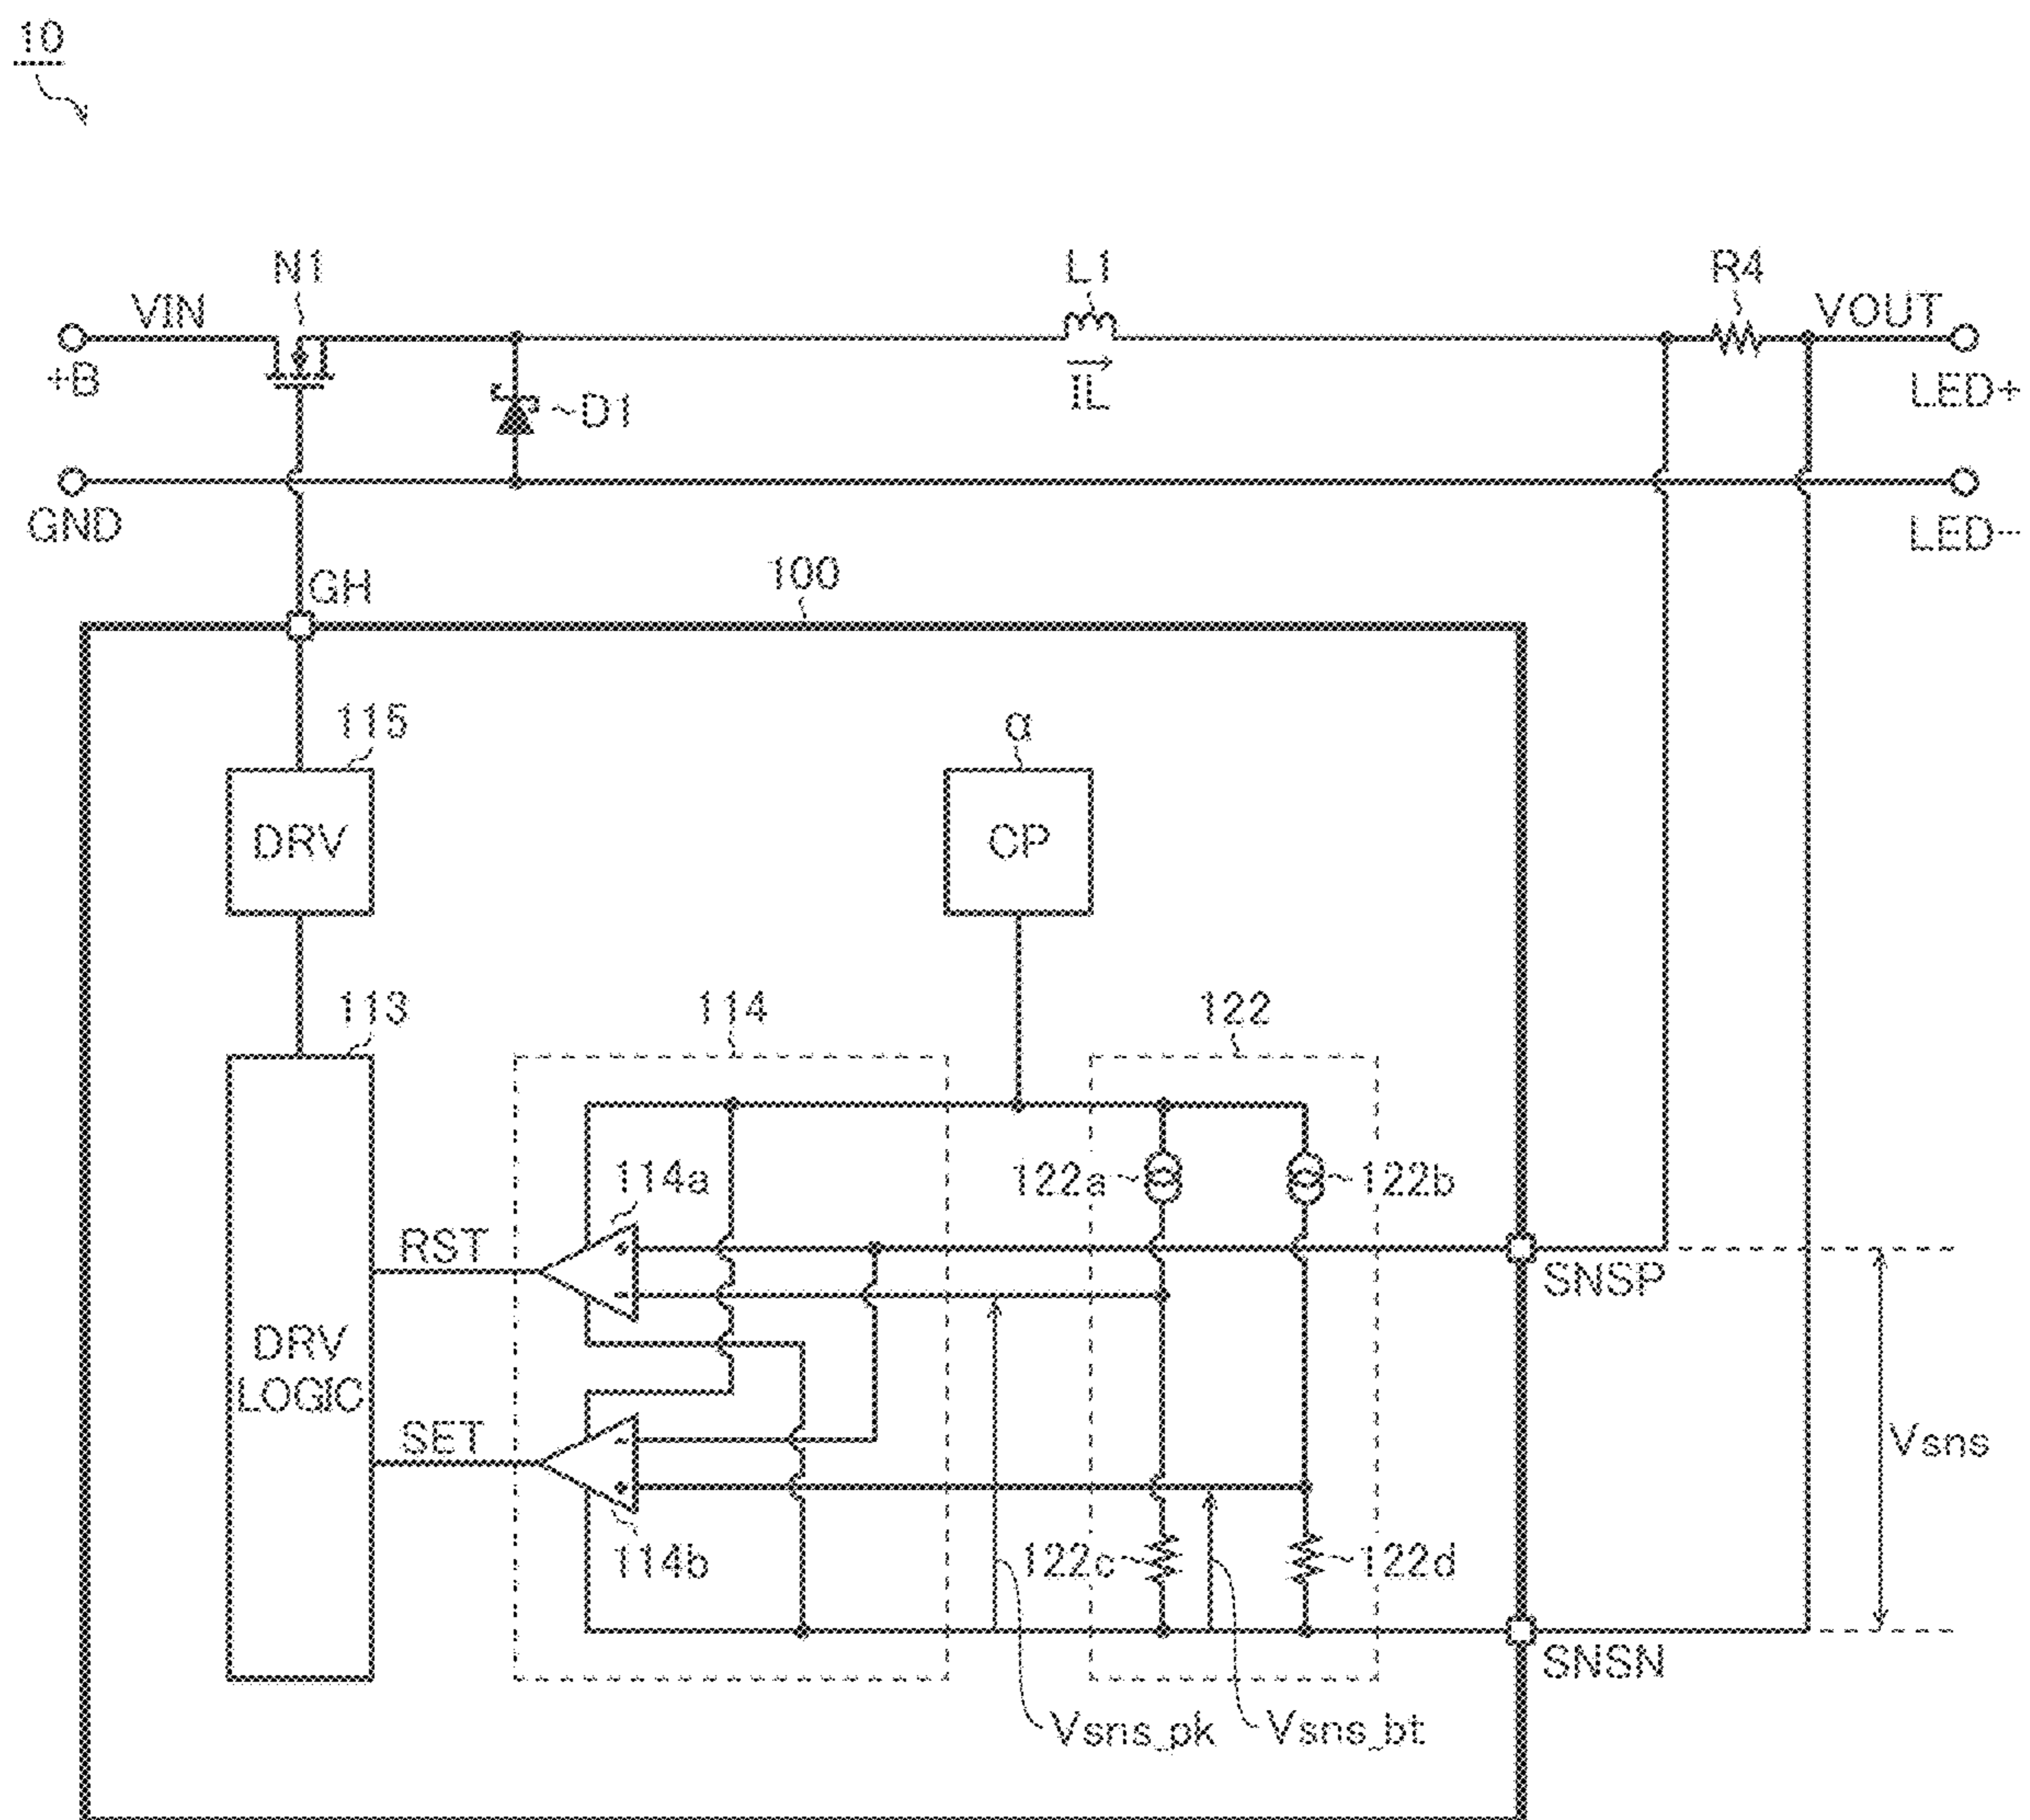 10
N1
L1
R4
VIN
VOUT
+B
D1
IL
LED+
GND
LED-
GH
100
115
α
DRV
CP
113
114
122
114a
122a
122b
RST
SNSP
DRV
LOGIC
SET
Vsns
114b
122c
122d
SNSN
Vsns_pk
Vsns_bt